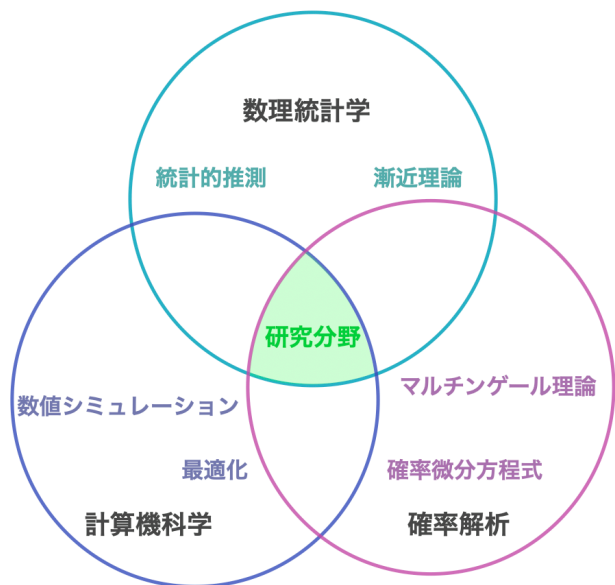 数理統計学
統計的推測
漸近理論
研究分野
マルチンゲール理論
数値シミュレーション
最適化
確率微分方程式
計算機科学
確率解析